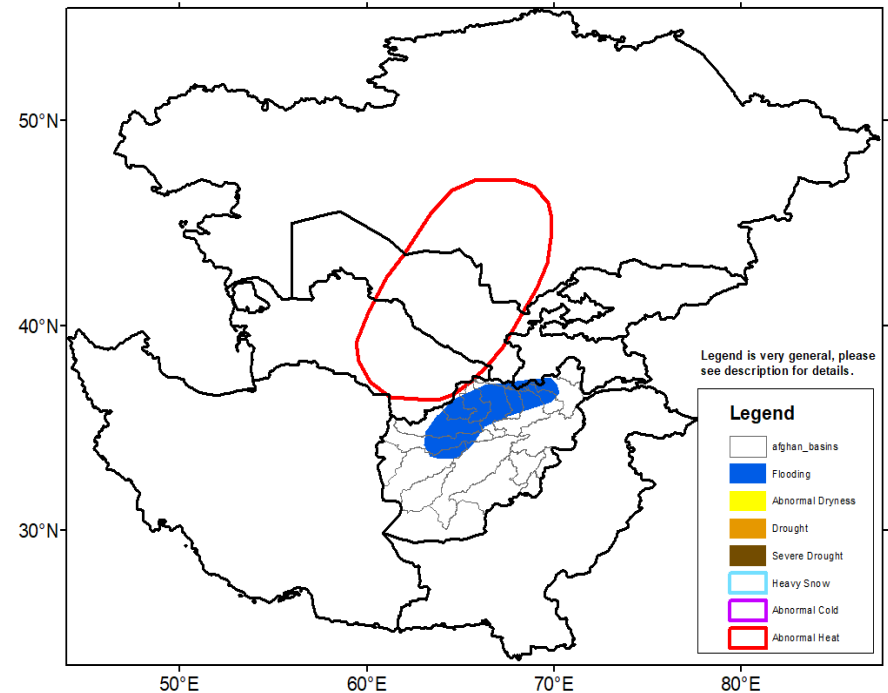 50°N
40°N
30°N
Legend is very general, please
see description for details.
Legend
afghan_basins
Flooding
Abnormal Dryness
Drought
Severe Drought
Heavy Snow
Abnormal Cold
Abnormal Heat
50°E
60°E
70°E
80°E